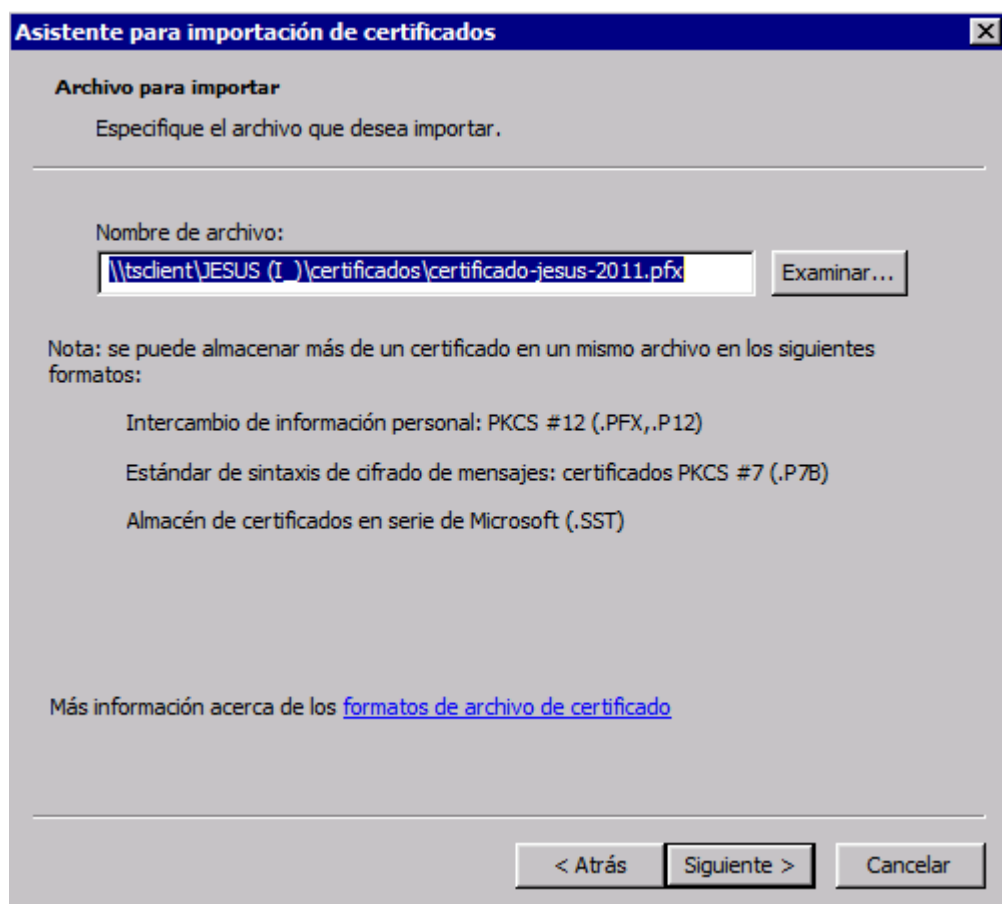 Asistente para importación de certificados
Archivo para importar
Especifique el archivo que desea importar.
Nombre de archivo:
\\tsclient\JESUS (I_)\certificados\certificado-jesus-2011.pfx
Examinar...
Nota: se puede almacenar más de un certificado en un mismo archivo en los siguientes
formatos:
Intercambio de información personal: PKCS #12 (.PFX,.P12)
Estándar de sintaxis de cifrado de mensajes: certificados PKCS #7 (.P7B)
Almacén de certificados en serie de Microsoft (.SST)
Más información acerca de los formatos de archivo de certificado
< Atrás
Siguiente >
Cancelar